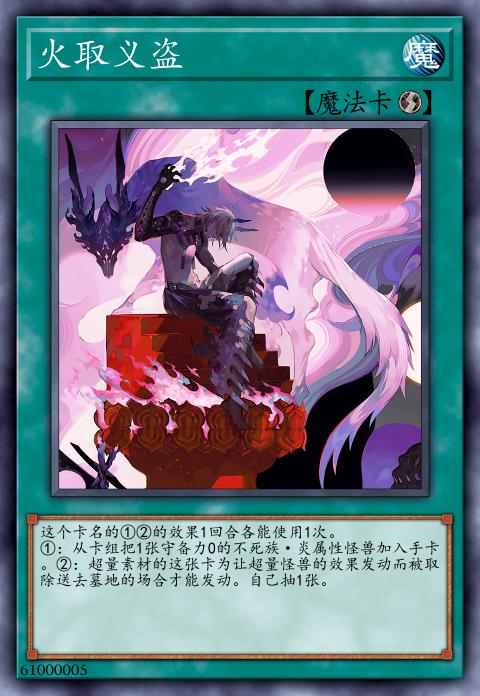 火取义盗
魔
【魔法卡】
这个卡名的①②的效果1回合各能使用1次。
①：从卡组把1张守备力0的不死族・炎属性怪兽加入手卡
。②：超量素材的这张卡为让超量怪兽的效果发动而被取
除送去墓地的场合才能发动。自己抽1张。
61000005